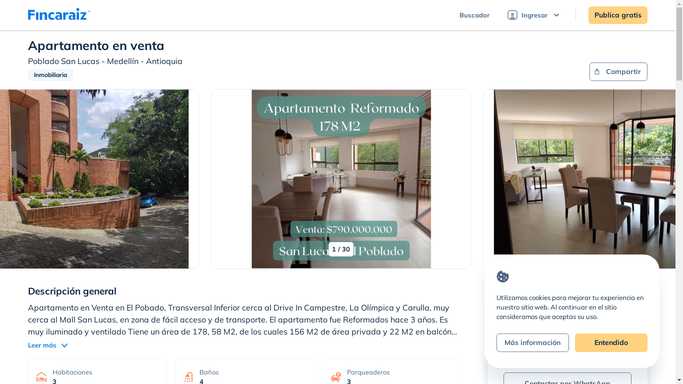 Fincaraiz
Buscador
Ingresar
Publica gratis
Apartamento en venta
Poblado San Lucas - Medellín - Antioquia
Inmobiliaria
Compartir
Apartamento Reformado
178 M2
Venta: $790.000.000
San Luca l Poblado
1 / 30
Descripción general
Apartamento en Venta en El Pobado, Transversal Inferior cerca al Drive In Campestre, La Olímpica y Carulla, muy
cerca al Mall San Lucas, en zona de fácil acceso y de transporte. El apartamento fue Reformados hace 3 años. Es
muy iluminado y ventilado Tiene un área de 178, 58 M2, de los cuales 156 M2 de área privada y 22 M2 en balcón...
Leer más
Habitaciones
3
Baños
4
Parqueaderos
3
Utilizamos cookies para mejorar tu experiencia en
nuestro sitio web. Al continuar en el sitio
consideramos que aceptas su uso.
Más información
Entendido
Contactar por WhatsApp